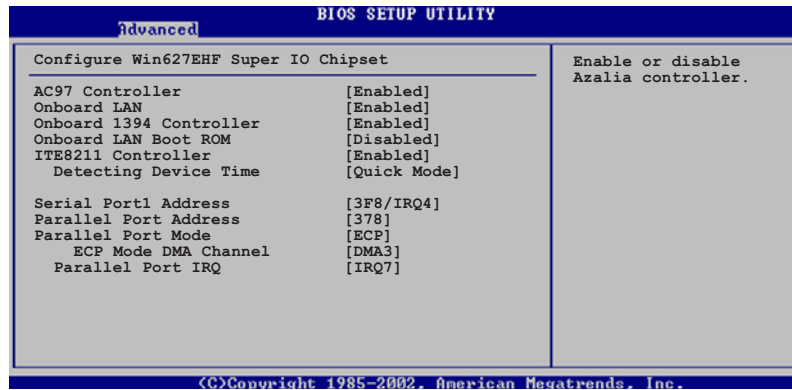 BIOS SETUP UTILITY
Advanced
Configure Win627EHF Super IO Chipset
AC97 Controller [Enabled]
Onboard LAN [Enabled]
Onboard 1394 Controller [Enabled]
Onboard LAN Boot ROM [Disabled]
ITE8211 Controller [Enabled]
Detecting Device Time [Quick Mode]
Serial Port1 Address [3F8/IRQ4]
Parallel Port Address [378]
Parallel Port Mode [ECP]
ECP Mode DMA Channel [DMA3]
Parallel Port IRQ [IRQ7]
Enable or disable
Azalia controller.
(C)Copyright 1985-2002, American Megatrends, Inc.